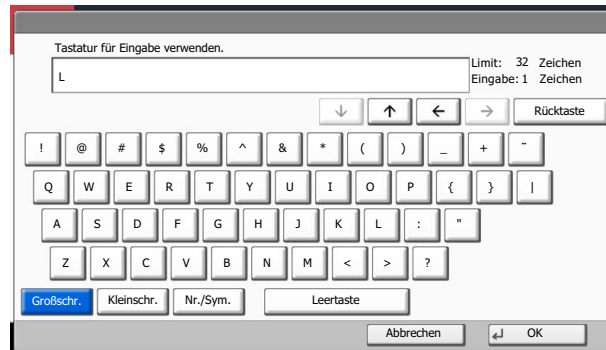 Tastatur für Eingabe verwenden.
Limit: 32 Zeichen
L
Eingabe: 1 Zeichen
↓ ↑ ← → Rücktaste
! @ # $ % ^ & * ( ) _ + ~
Q W E R T Y U I O P { } |
A S D F G H J K L : "
Z X C V B N M < > ?
Großschr. Kleinschr. Nr./Sym. Leertaste
Abbrechen ↵ OK